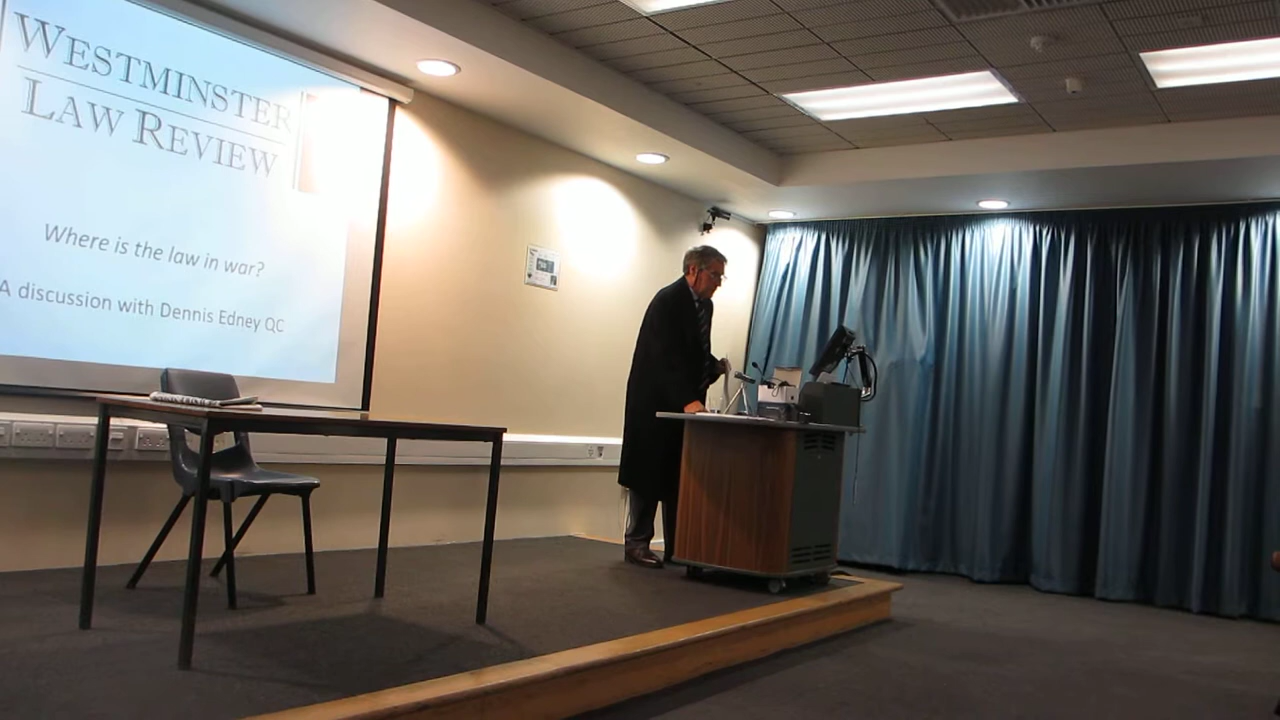 WESTMINSTER
LAW REVIEW
Where is the law in war?
A discussion with Dennis Edney QC